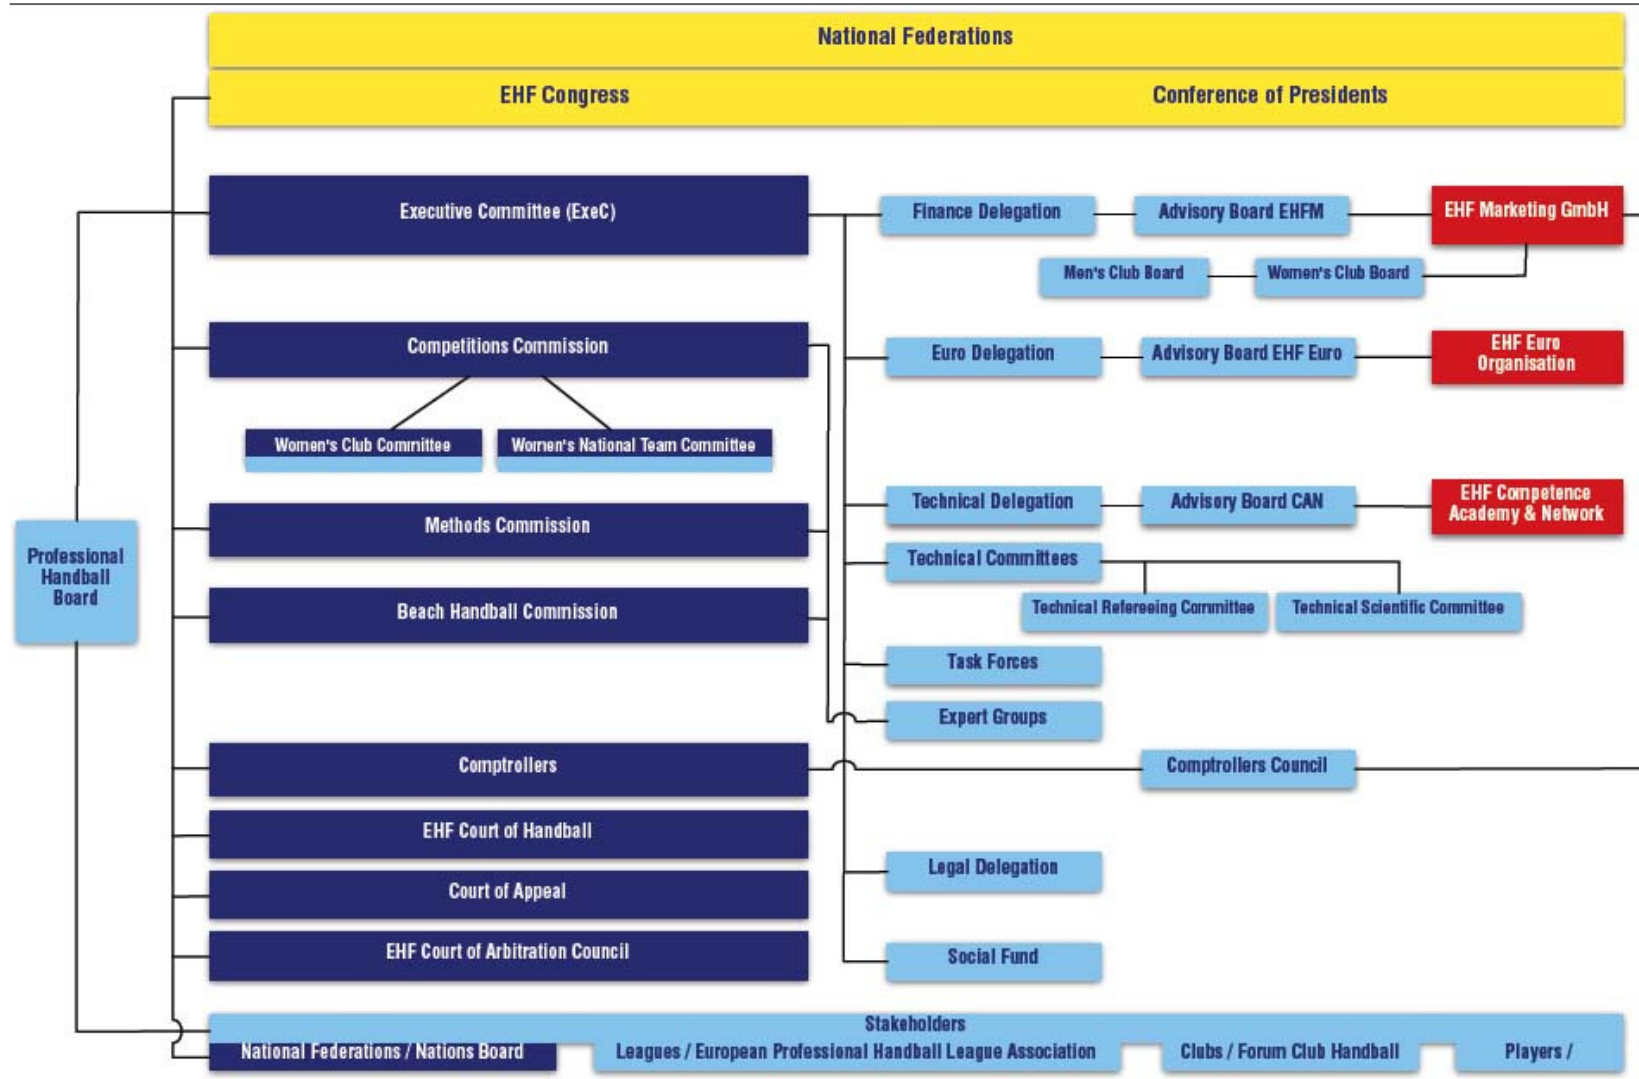 National Federations
EHF Congress
Conference of Presidents
Executive Committee (ExeC)
Finance Delegation
Advisory Board EHFM
EHF Marketing GmbH
Men's Club Board
Women's Club Board
Competitions Commission
Euro Delegation
Advisory Board EHF Euro
EHF Euro
Organisation
Women's Club Committee
Women's National Team Committee
Methods Commission
Technical Delegation
Advisory Board CAN
EHF Competence
Academy & Network
Professional
Handball
Board
Technical Committees
Beach Handball Commission
Technical Refereeing Committee
Technical Scientific Committee
Task Forces
Expert Groups
Comptrollers
Comptrollers Council
EHF Court of Handball
Legal Delegation
Court of Appeal
EHF Court of Arbitration Council
Social Fund
Stakeholders
National Federations / Nations Board
Leagues / European Professional Handball League Association
Clubs / Forum Club Handball
Players /